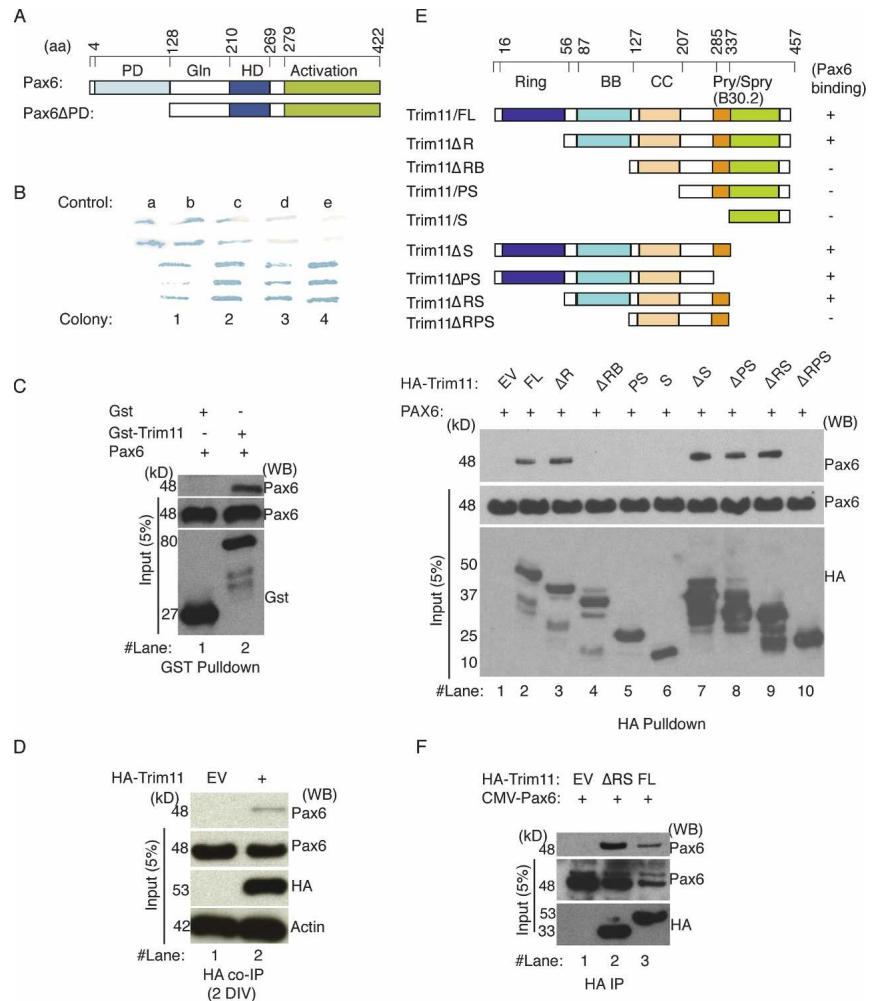 A
(aa)
4 128 210 269 279 422
PD Gln HD Activation
Pax6:
Pax6ΔPD:
B
Control: a b c d e
Colony: 1 2 3 4
C
Gst + -
Gst-Trim11 - +
Pax6 + +
(kD) (WB)
48 Pax6
48 Pax6
80
Gst
27
Input (5%)
#Lane: 1 2
GST Pulldown
D
HA-Trim11: EV +
(kD) (WB)
48 Pax6
48 Pax6
53 HA
42 Actin
Input (5%)
#Lane: 1 2
HA co-IP
(2 DIV)
E
16 56 87 127 207 285 337 457
Ring BB CC Pry/Spry
(B30.2)
(Pax6
binding)
Trim11/FL +
Trim11ΔR +
Trim11ΔRB -
Trim11/PS -
Trim11/S -
Trim11ΔS +
Trim11ΔPS +
Trim11ΔRS +
Trim11ΔRPS -
HA-Trim11: EV FL ΔR ΔRB PS S ΔS ΔPS ΔRS ΔRPS
PAX6: + + + + + + + + + +
(kD) (WB)
48 Pax6
48 Pax6
50 HA
37
25
10
Input (5%)
#Lane: 1 2 3 4 5 6 7 8 9 10
HA Pulldown
F
HA-Trim11: EV ΔRS FL
CMV-Pax6: + + +
(kD) (WB)
48 Pax6
48 Pax6
53 HA
33
Input (5%)
#Lane: 1 2 3
HA IP